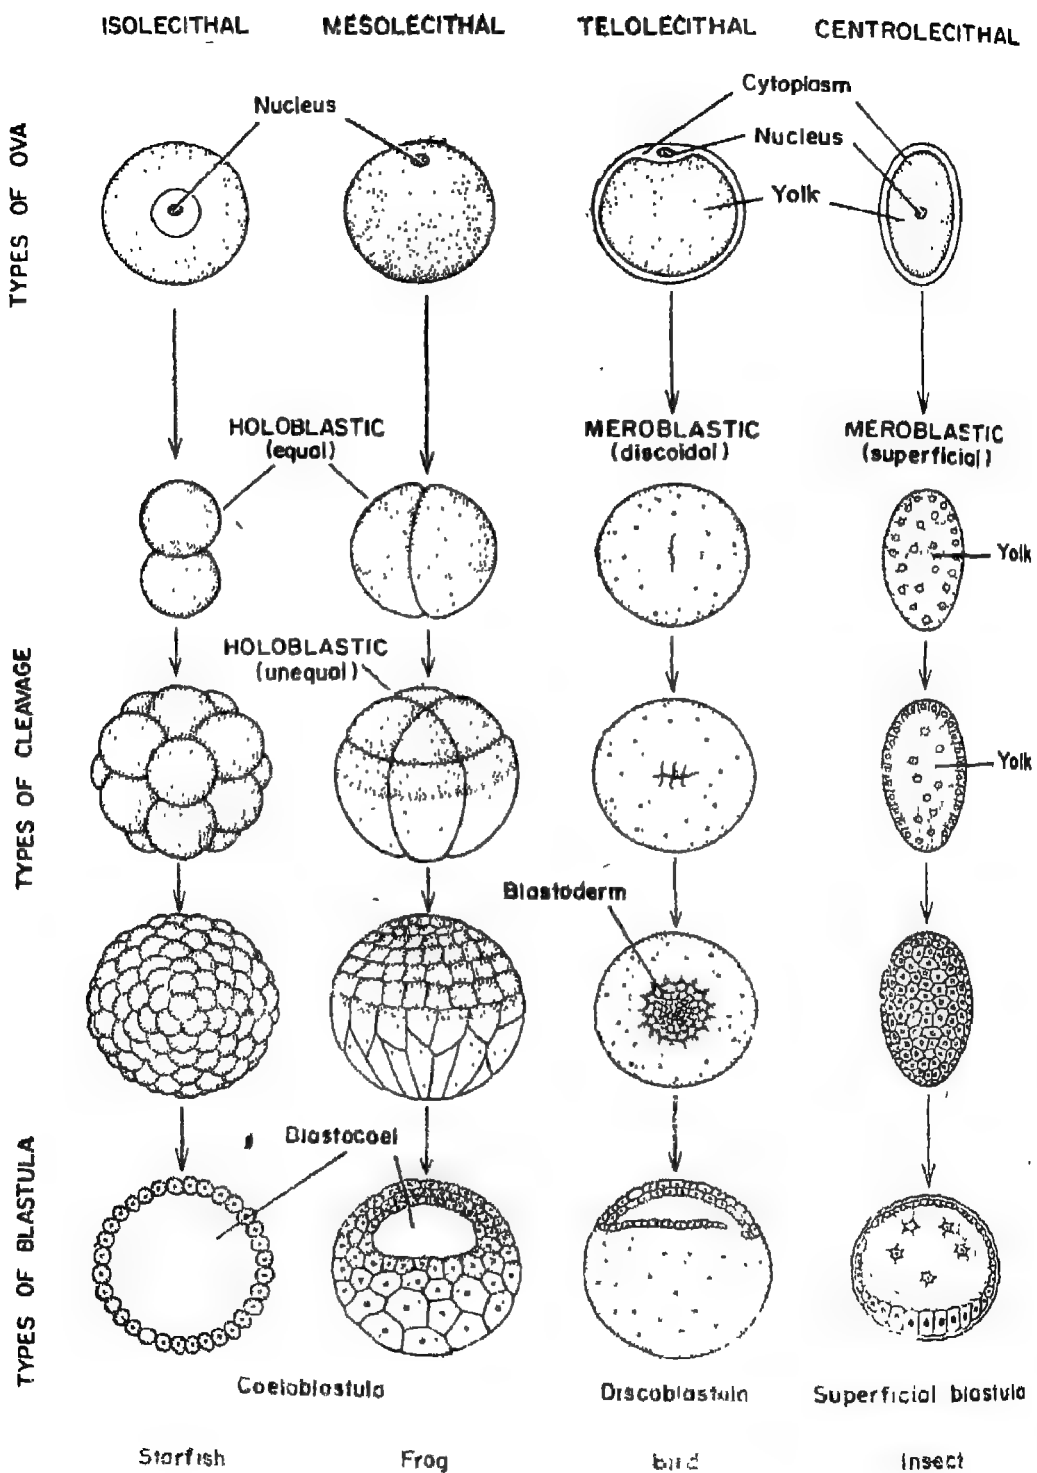 ISOLECITHAL MESOLECITHAL TELOLECITHAL CENTROLECITHAL
TYPES OF OVA
Nucleus
Cytoplasm
Nucleus
Yolk
HOLOBLASTIC
(equal)
MEROBLASTIC
(discoidal)
MEROBLASTIC
(superficial)
TYPES OF CLEAVAGE
Yolk
HOLOBLASTIC
(unequal)
Yolk
Blastoderm
TYPES OF BLASTULA
Blastocoel
Coeloblastula Discoblastula Superficial blastula
Starfish Frog bird Insect